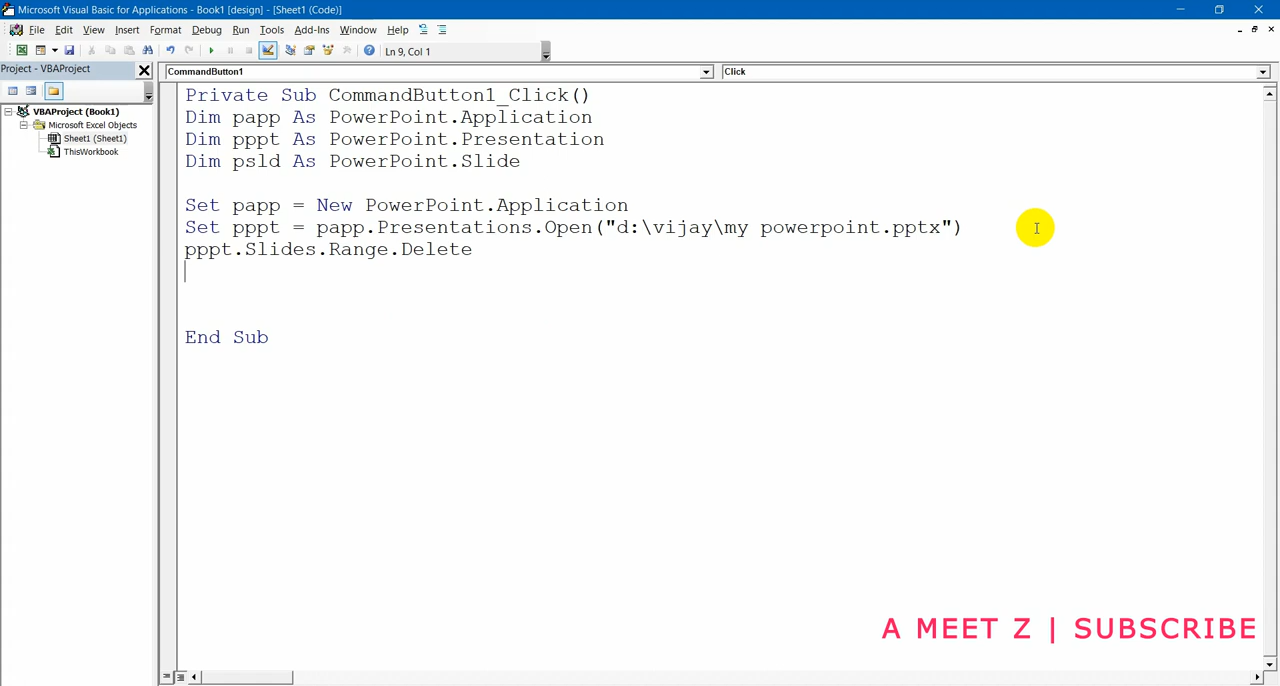 Microsoft Visual Basic for Applications - Book1 [design] - [Sheet1 (Code)]
File Edit View Insert Format Debug Run Tools Add-Ins Window Help
Ln 9, Col 1
Project - VBAProject
CommandButton1 Click
VBAProject (Book1)
Microsoft Excel Objects
Sheet1 (Sheet1)
ThisWorkbook
Private Sub CommandButton1_Click()
Dim papp As PowerPoint.Application
Dim pppt As PowerPoint.Presentation
Dim psld As PowerPoint.Slide
Set papp = New PowerPoint.Application
Set pppt = papp.Presentations.Open("d:\vijay\my powerpoint.pptx")
pppt.Slides.Range.Delete
End Sub
A MEET Z | SUBSCRIBE